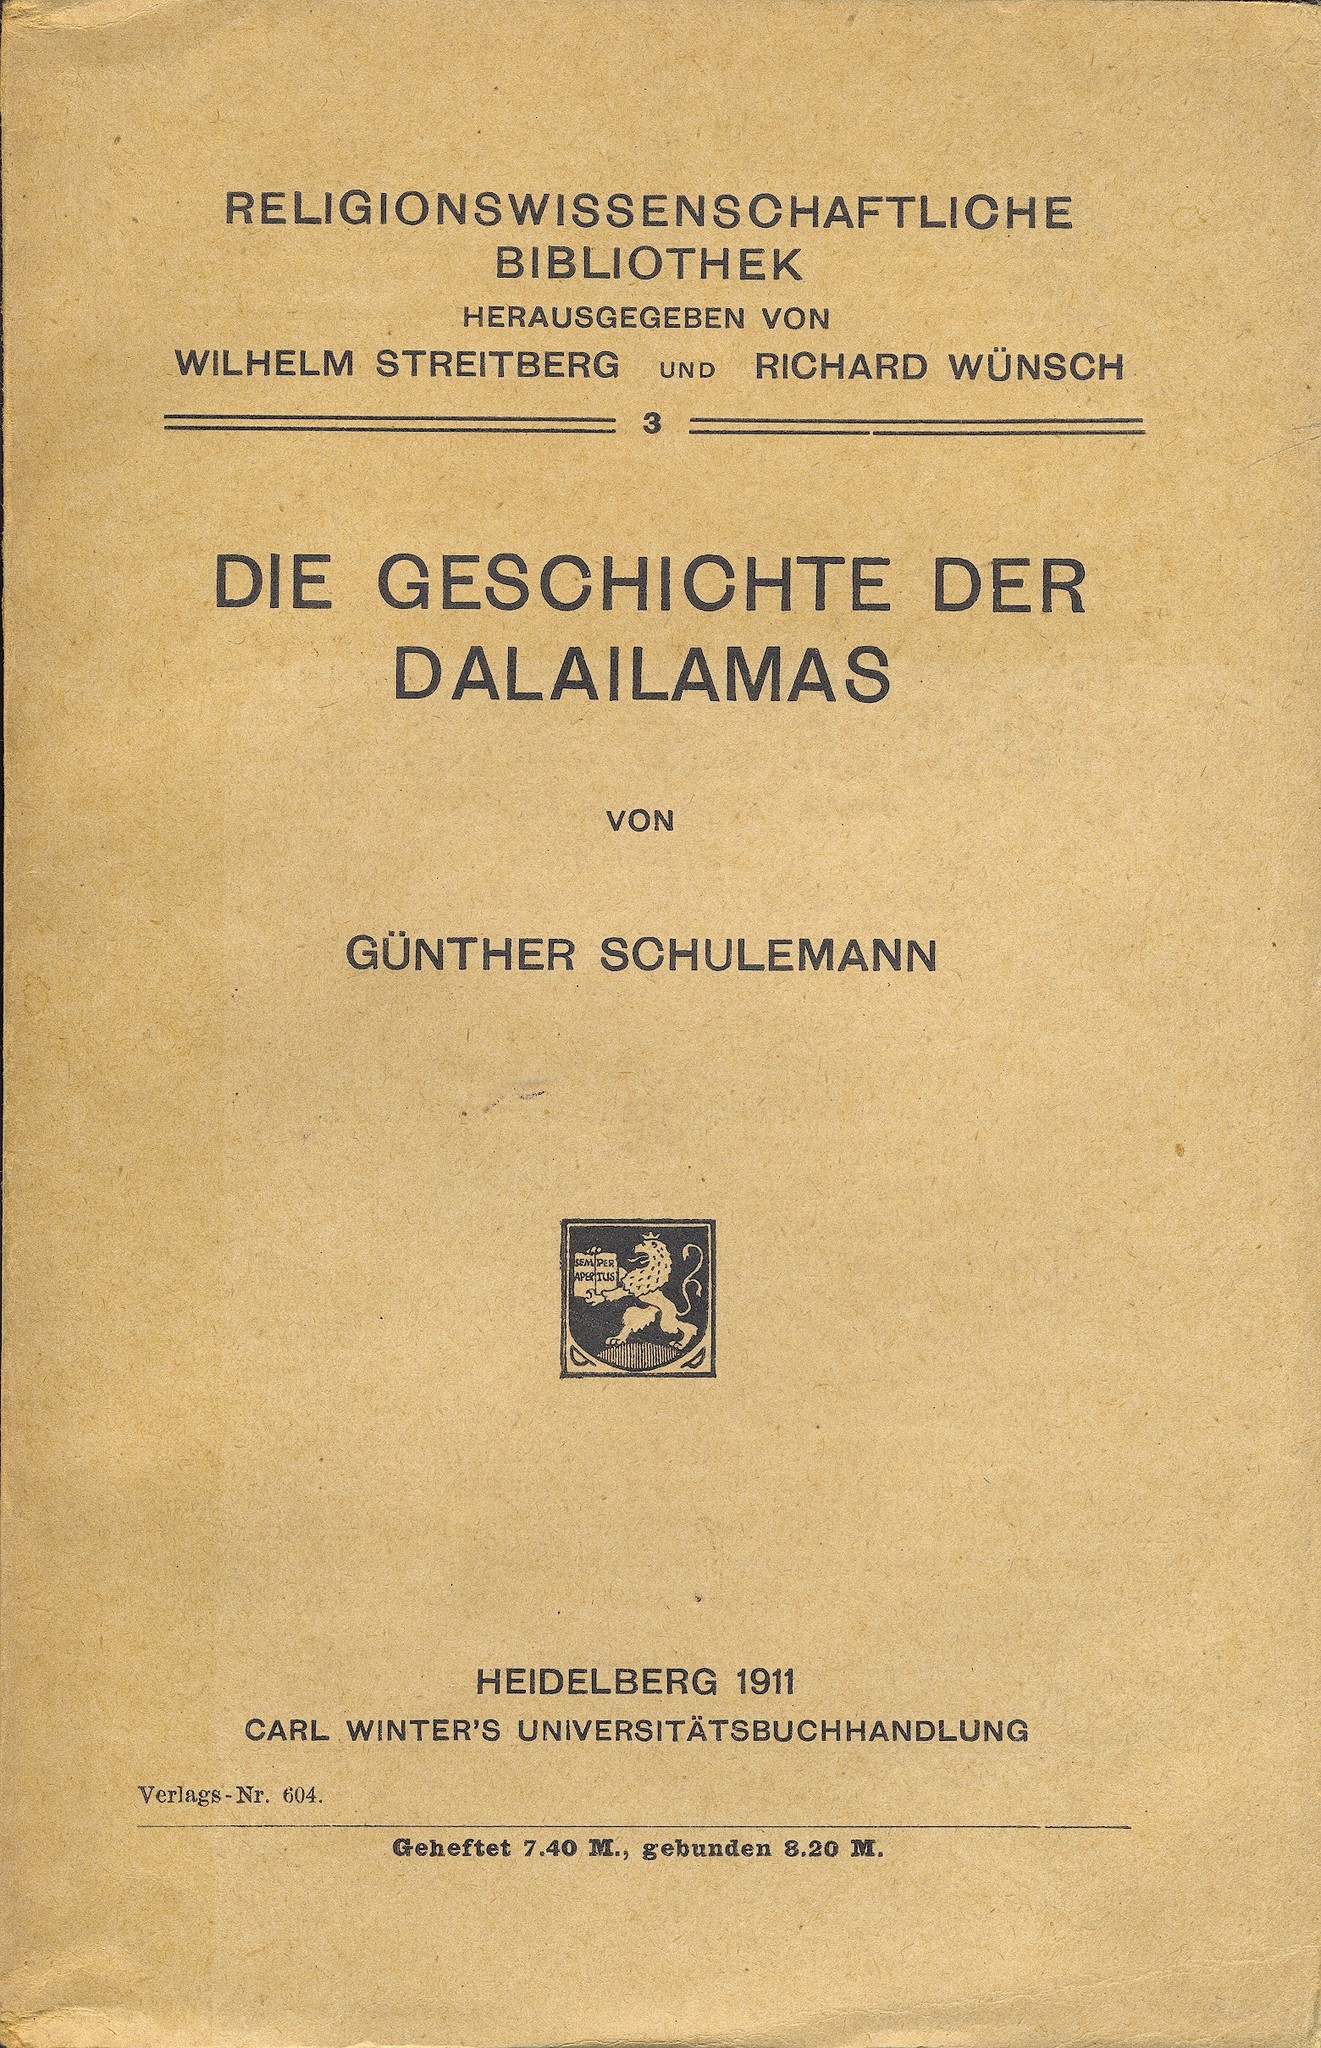 RELIGIONSWISSENSCHAFTLICHE
BIBLIOTHEK
HERAUSGEGEBEN VON
WILHELM STREITBERG UND RICHARD WÜNSCH
3
DIE GESCHICHTE DER
DALAILAMAS
VON
GÜNTHER SCHULEMANN
SEMPER
APERTUS
HEIDELBERG 1911
CARL WINTER'S UNIVERSITÄTSBUCHHANDLUNG
Verlags-Nr. 604.
Geheftet 7.40 M., gebunden 8.20 M.